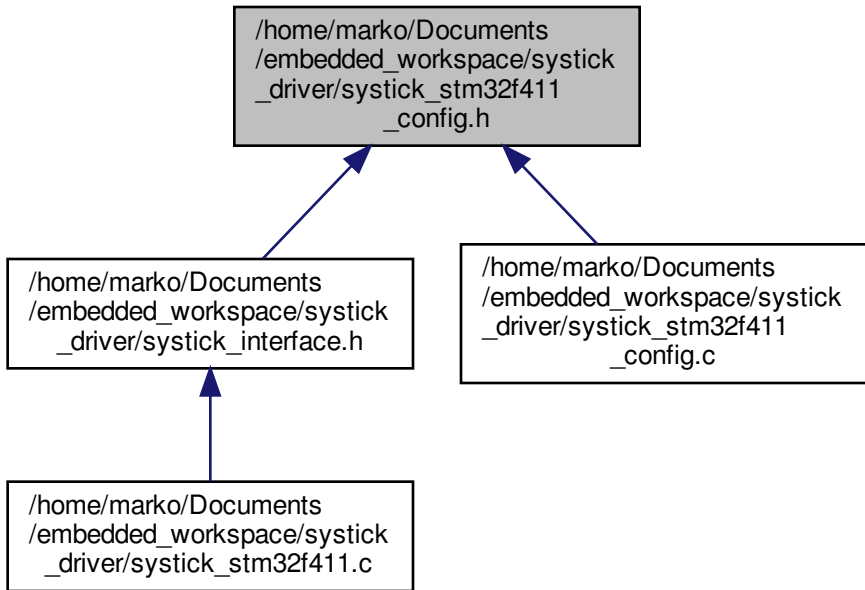 /home/marko/Documents
/embedded_workspace/systick
_driver/systick_stm32f411
_config.h
/home/marko/Documents
/embedded_workspace/systick
_driver/systick_interface.h
/home/marko/Documents
/embedded_workspace/systick
_driver/systick_stm32f411
_config.c
/home/marko/Documents
/embedded_workspace/systick
_driver/systick_stm32f411.c